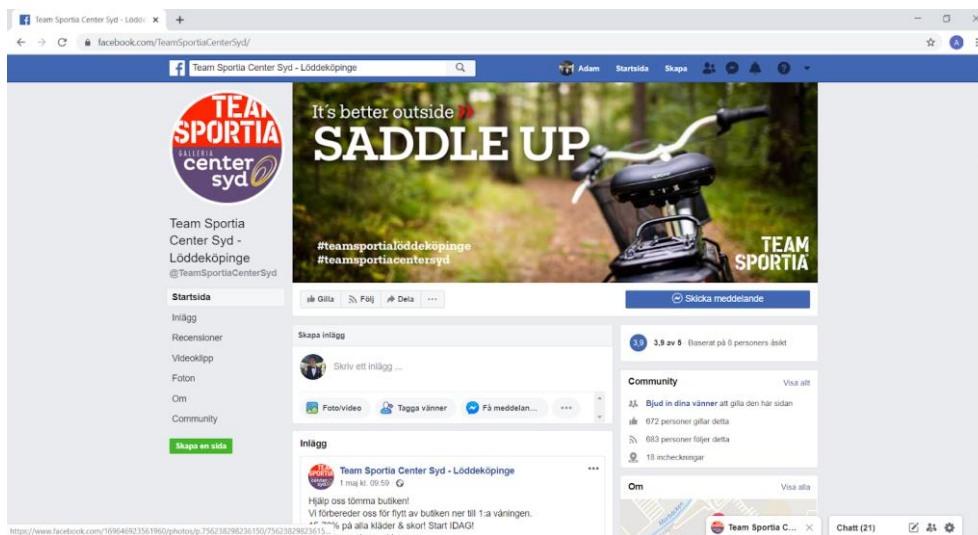 Team Sportia Center Syd - Lödde
facebook.com/TeamSportiaCenterSyd/
A
Team Sportia Center Syd - Löddeköpinge
Adam Startsida Skapa
TEAM
SPORTIA
GALLERIA
center
syd
It's better outside
SADDLE UP
#teamsportialöddeköpinge
#teamsportiacentersyd
TEAM
SPORTIA
Team Sportia
Center Syd -
Löddeköpinge
@TeamSportiaCenterSyd
Startsida
Inlägg
Recensioner
Videoklipp
Foton
Om
Community
Skapa en sida
Gilla Följ Dela ...
Skicka meddelande
Skapa inlägg
Skriv ett inlägg ...
Foto/video Tagga vänner Få meddelan... ...
Inlägg
Team Sportia Center Syd - Löddeköpinge
1 maj kl. 09:59
Hjälp oss tömma butiken!
Vi förbereder oss för flytt av butiken ner till 1:a våningen.
på alla kläder & skor! Start IDAG!
3,9 3,9 av 5 Baserat på personers åsikt
Community Visa allt
Bjud in dina vänner att gilla den här sidan
672 personer gillar detta
683 personer följer detta
18 incheckningar
Om Visa alla
Team Sportia C... Chatt (21)